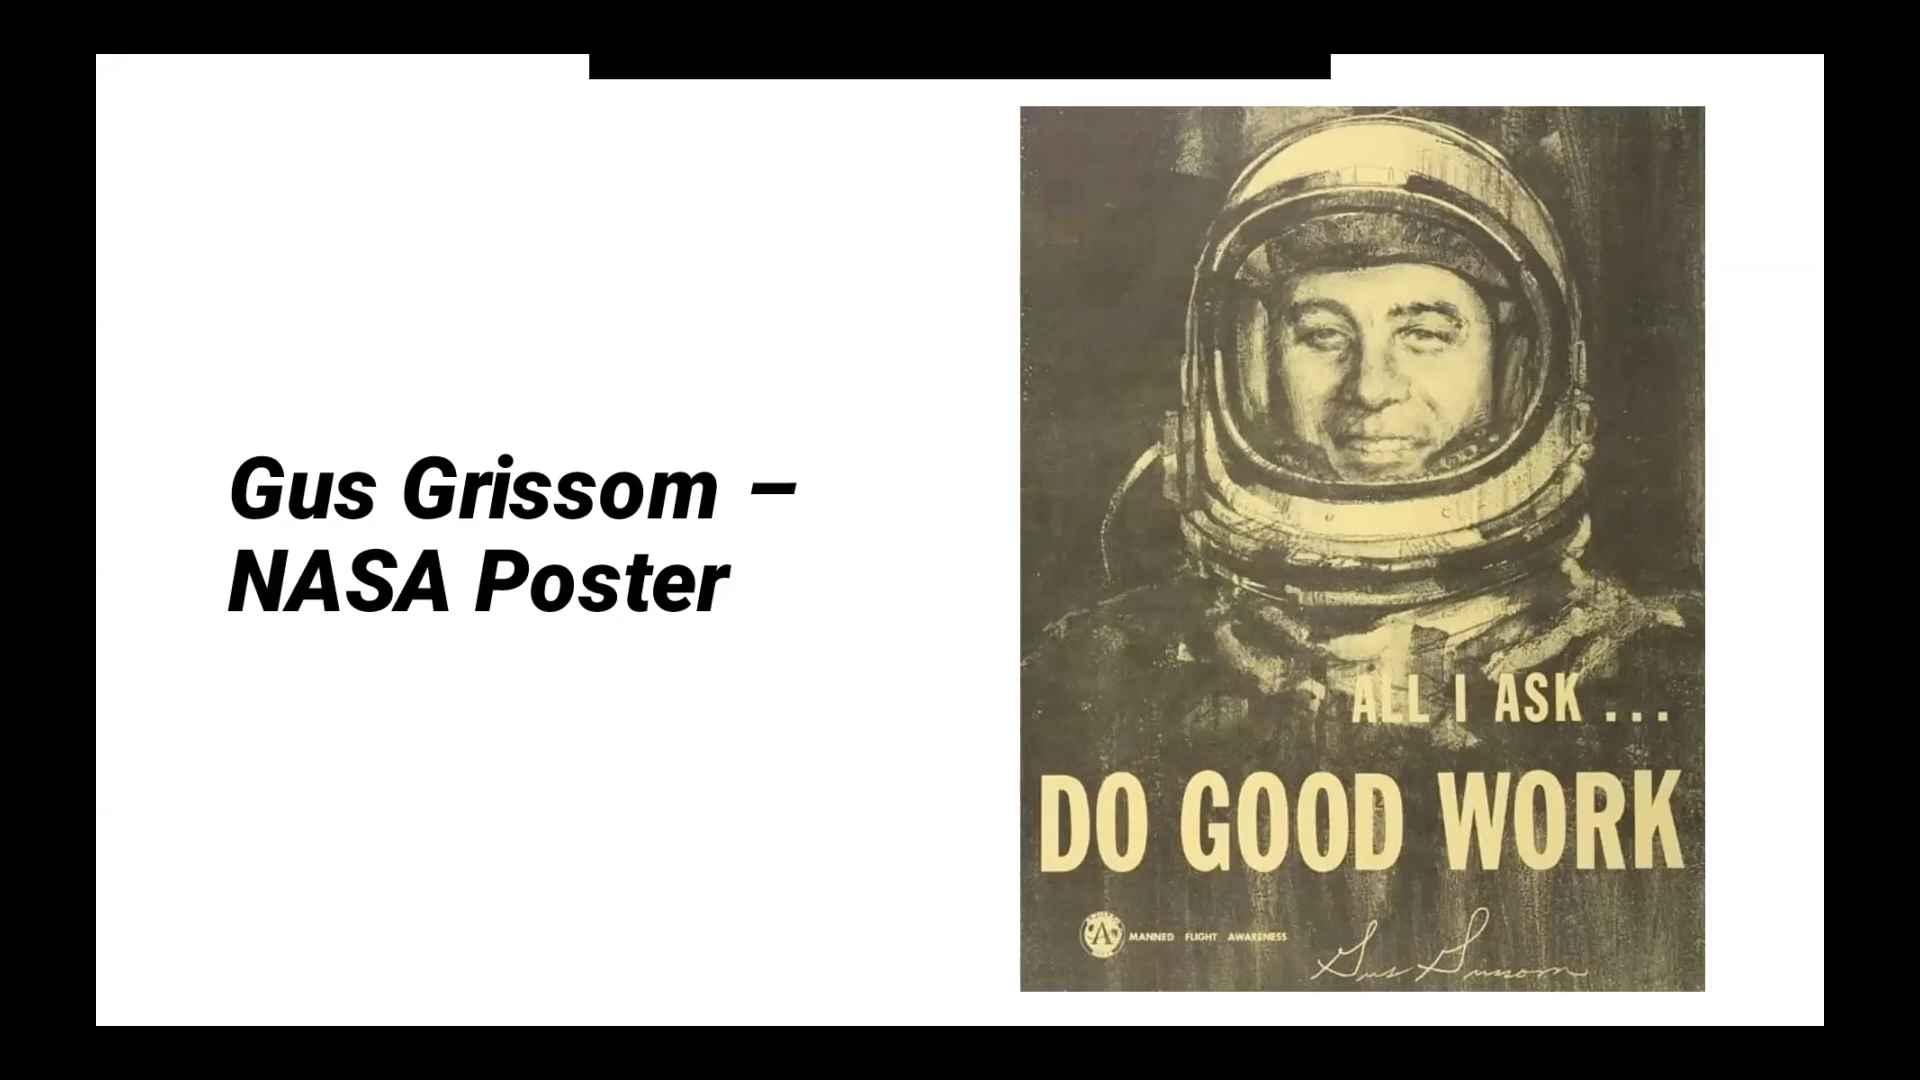 Gus Grissom –
NASA Poster
ALL I ASK ...
DO GOOD WORK
A
MANNED FLIGHT AWARENESS
Gus Grissom